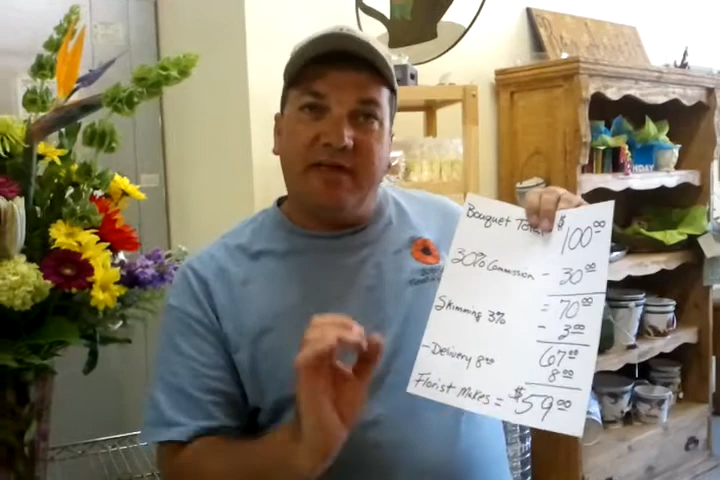 Bouquet Total $100.00
30% Commission - 30.00
= 70.00
Skimming 3% - 3.00
67.00
- Delivery 8.00 8.00
Florist Makes = $59.00
HDAY